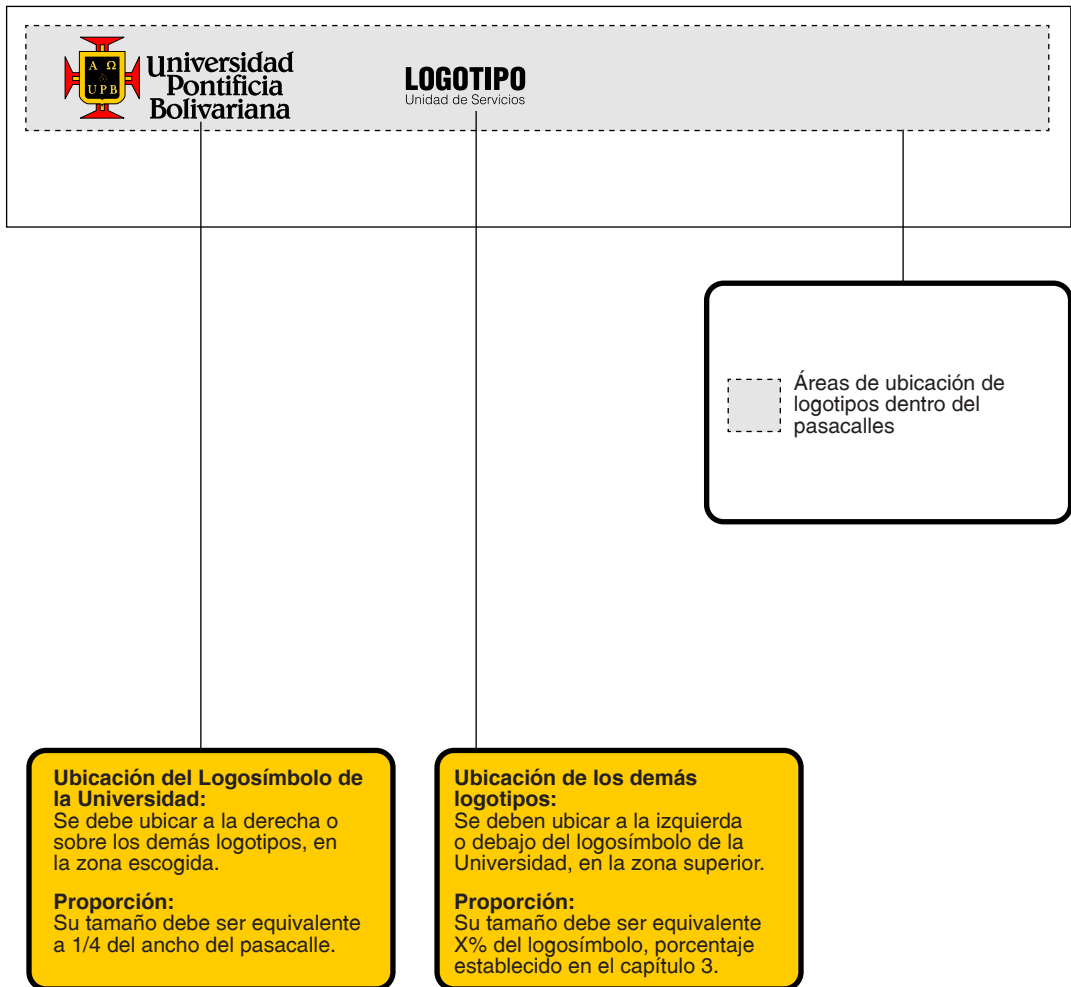 A Ω
UPB
Universidad
Pontificia
Bolivariana
LOGOTIPO
Unidad de Servicios
Áreas de ubicación de
logotipos dentro del
pasacalles
Ubicación del Logosímbolo de
la Universidad:
Se debe ubicar a la derecha o
sobre los demás logotipos, en
la zona escogida.
Proporción:
Su tamaño debe ser equivalente
a 1/4 del ancho del pasacalle.
Ubicación de los demás
logotipos:
Se deben ubicar a la izquierda
o debajo del logosímbolo de la
Universidad, en la zona superior.
Proporción:
Su tamaño debe ser equivalente
X% del logosímbolo, porcentaje
establecido en el capítulo 3.